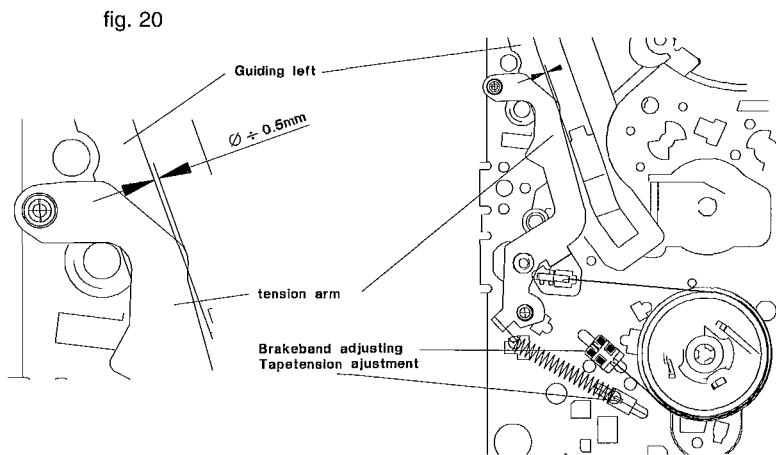 fig. 20
Guiding left
Ø ÷ 0.5mm
tension arm
Brakeband adjusting
Tapetension ajustment